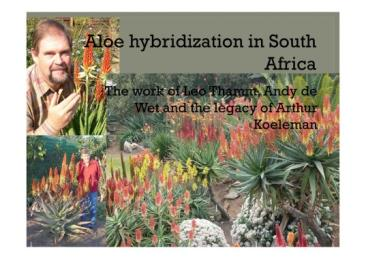 Aloe hybridization in South
Africa
The work of Leo Thamm, Andy de
Wet and the legacy of Arthur
Koeleman